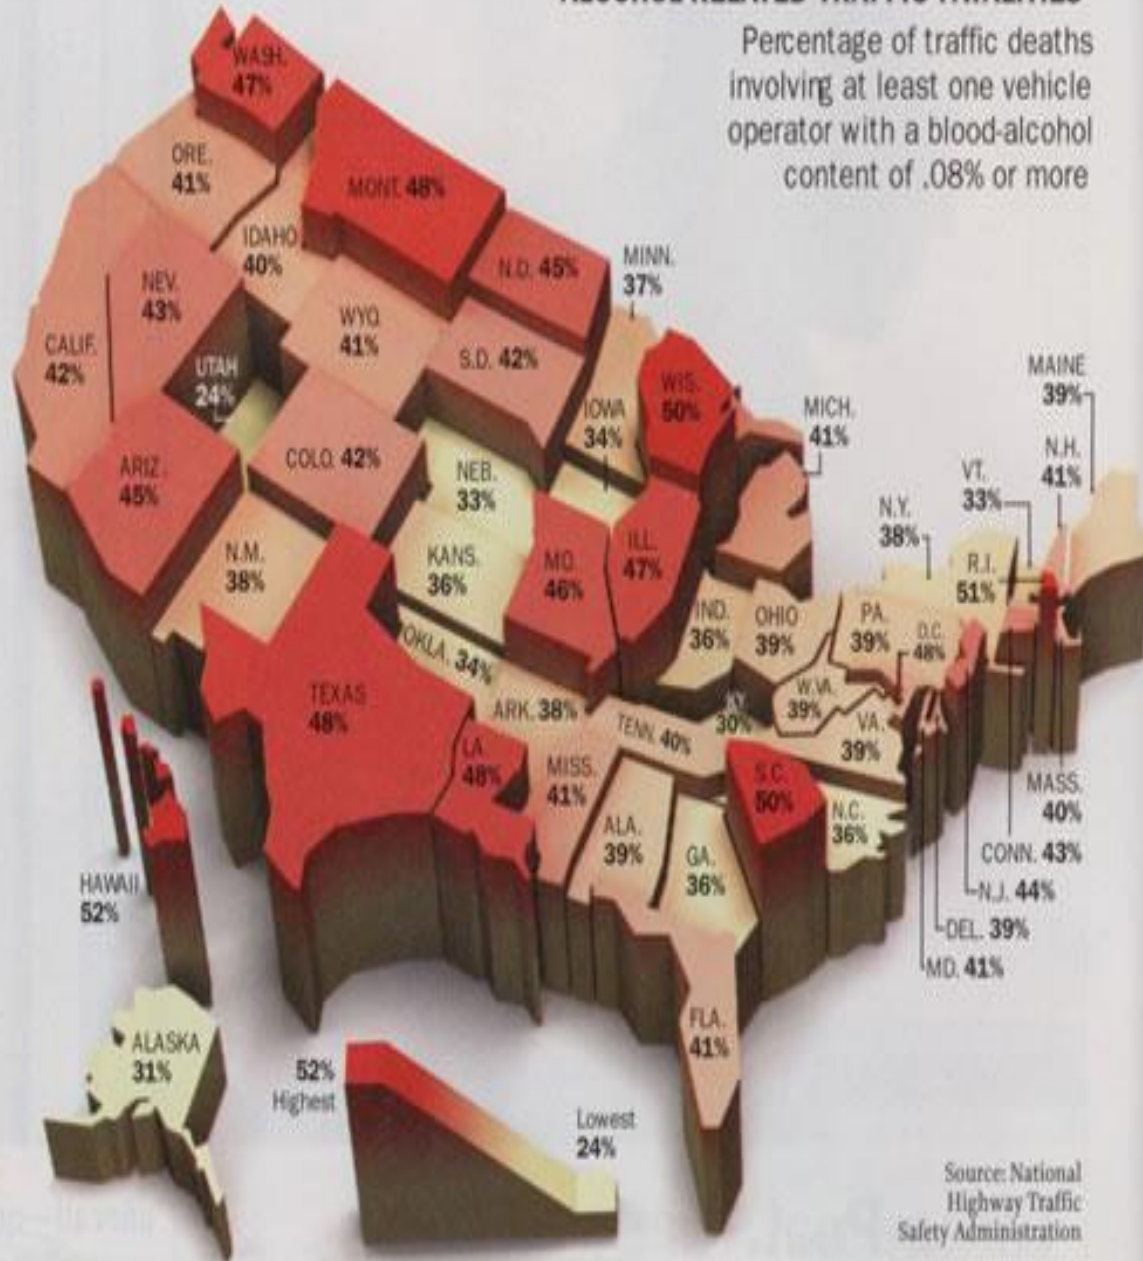 Percentage of traffic deaths
involving at least one vehicle
operator with a blood-alcohol
content of .08% or more
WASH.
47%
ORE.
41%
MONT. 48%
IDAHO
40%
N.D. 45%
MINN.
37%
NEV.
43%
WYO.
41%
CALIF.
42%
S.D. 42%
UTAH
24%
WIS.
50%
MAINE
39%
IOWA
34%
MICH.
41%
N.H.
41%
ARIZ.
45%
COLO. 42%
NEB.
33%
VT.
33%
N.Y.
38%
N.M.
38%
KANS.
36%
MO.
46%
ILL.
47%
R.I.
51%
IND.
36%
OHIO
39%
PA.
39%
D.C.
48%
OKLA. 34%
TEXAS
48%
ARK. 38%
W.VA.
39%
KY.
30%
TENN. 40%
VA.
39%
LA.
48%
MISS.
41%
S.C.
50%
MASS.
40%
ALA.
39%
N.C.
36%
GA.
36%
CONN. 43%
HAWAII
52%
N.J. 44%
DEL. 39%
MD. 41%
FLA.
41%
ALASKA
31%
52%
Highest
Lowest
24%
Source: National
Highway Traffic
Safety Administration